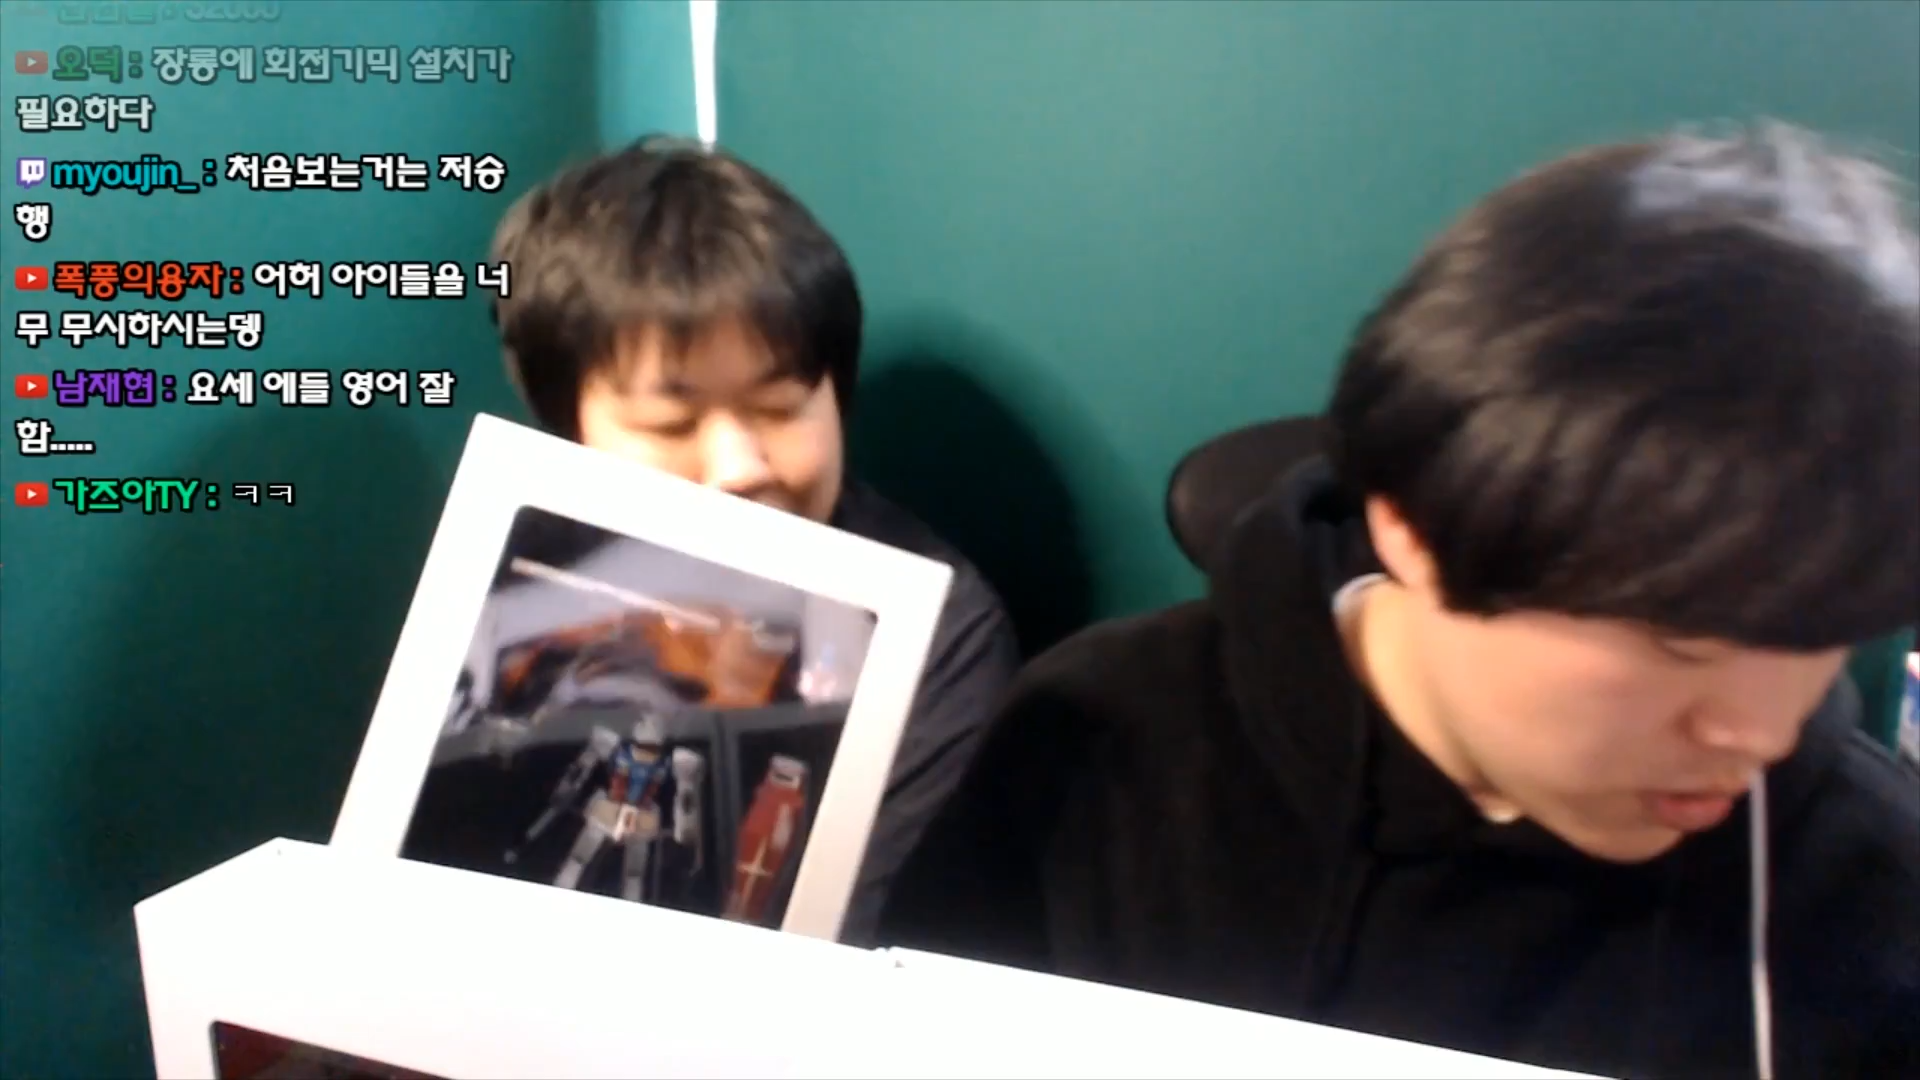 오덕 : 장롱에 회전기믹 설치가
필요하다
myoujin_ : 처음보는거는 저승
행
폭풍의용자 : 어허 아이들을 너
무 무시하시는뎅
남재현 : 요세 에들 영어 잘
함.....
가즈아TY : ㅋㅋ